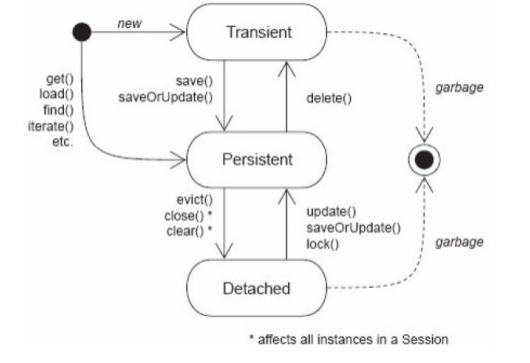 new
Transient
get()
load()
find()
iterate()
etc.
save()
saveOrUpdate()
delete()
garbage
Persistent
evict()
close() *
clear() *
update()
saveOrUpdate()
lock()
garbage
Detached
* affects all instances in a Session